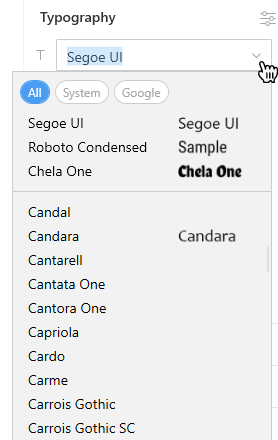 Typography
T Segoe UI
All System Google
Segoe UI Segoe UI
Roboto Condensed Sample
Chela One Chela One
Candal
Candara Candara
Cantarell
Cantata One
Cantora One
Capriola
Cardo
Carme
Carrois Gothic
Carrois Gothic SC